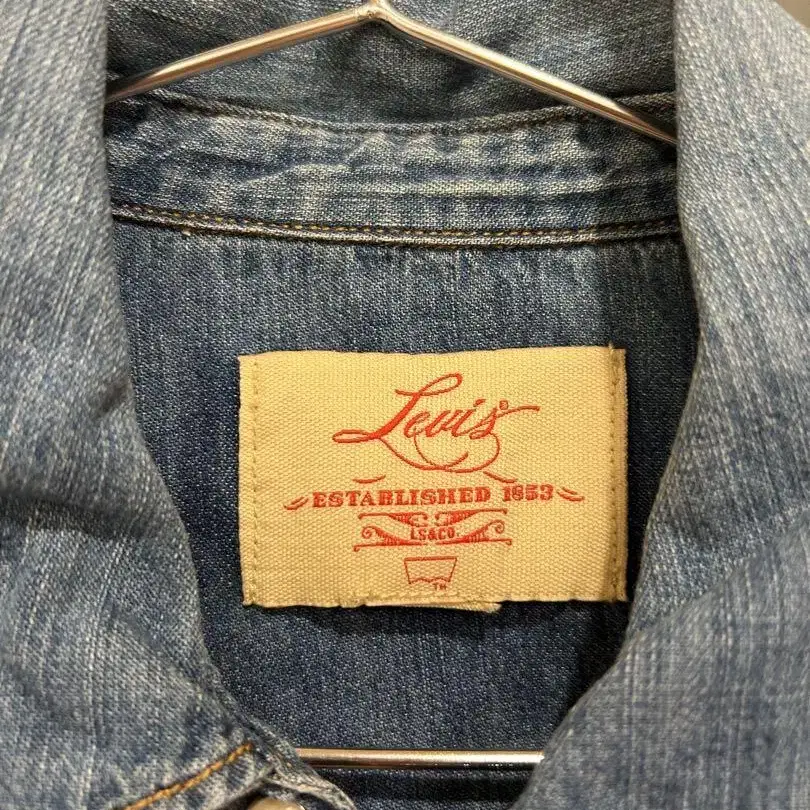 Levi's®
ESTABLISHED 1853
LS&CO.
TM